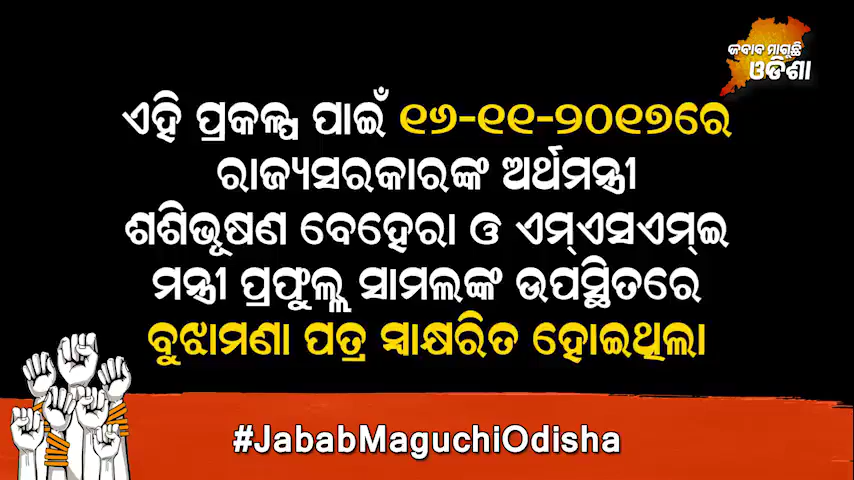 ଜବାବ ମାଗୁଛି
ଓଡିଶା
ଏହି ପ୍ରକଳ୍ପ ପାଇଁ ୧୬-୧୧-୨୦୧୭ରେ
ରାଜ୍ୟସରକାରଙ୍କ ଅର୍ଥମନ୍ତ୍ରୀ
ଶଶିଭୂଷଣ ବେହେରା ଓ ଏମ୍‌ଏସଏମ୍‌ଇ
ମନ୍ତ୍ରୀ ପ୍ରଫୁଲ୍ଲ ସାମଲଙ୍କ ଉପସ୍ଥିତରେ
ବୁଝାମଣା ପତ୍ର ସ୍ୱାକ୍ଷରିତ ହୋଇଥିଲା
#JababMaguchiOdisha